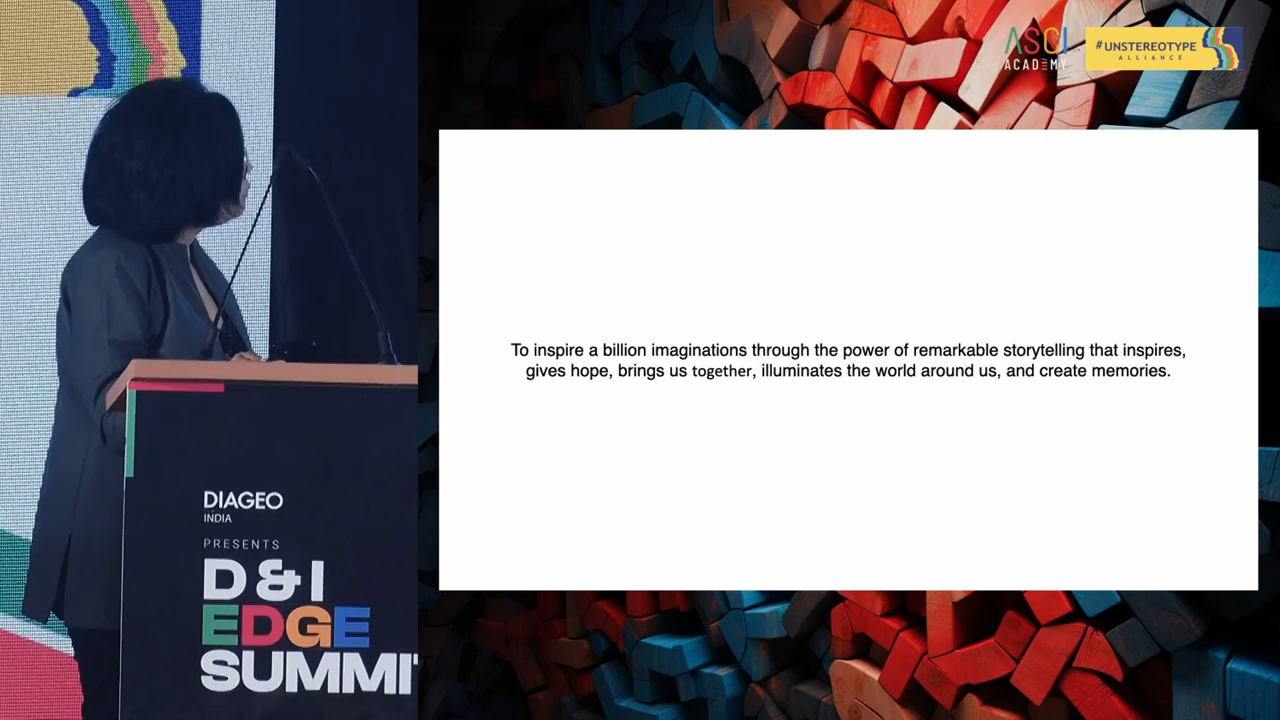 ASCI
ACADEMY
#UNSTEREOTYPE
ALLIANCE
To inspire a billion imaginations through the power of remarkable storytelling that inspires,
gives hope, brings us together, illuminates the world around us, and create memories.
DIAGEO
INDIA
PRESENTS
D&I
EDGE
SUMMIT